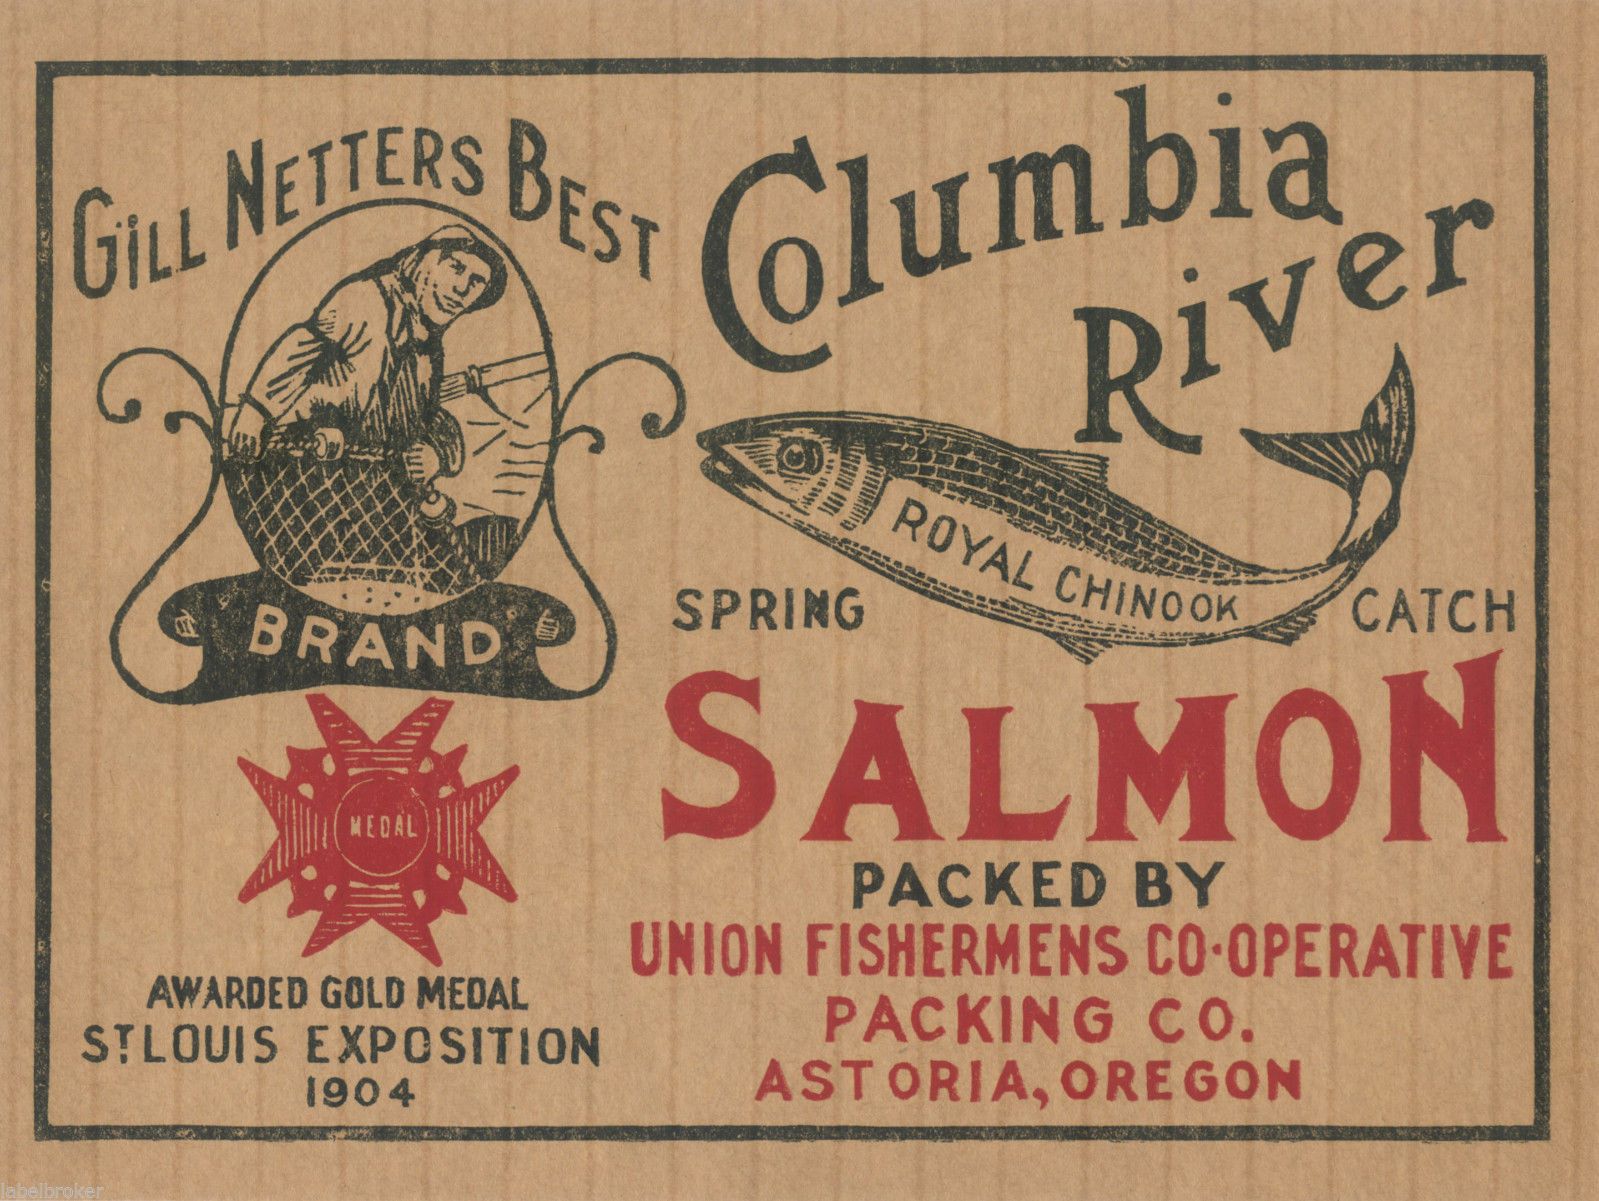 GILL NETTERS BEST
BRAND
MEDAL
AWARDED GOLD MEDAL
ST. LOUIS EXPOSITION
1904
Columbia
River
ROYAL CHINOOK
SPRING CATCH
SALMON
PACKED BY
UNION FISHERMENS CO-OPERATIVE
PACKING CO.
ASTORIA, OREGON
labelbroker